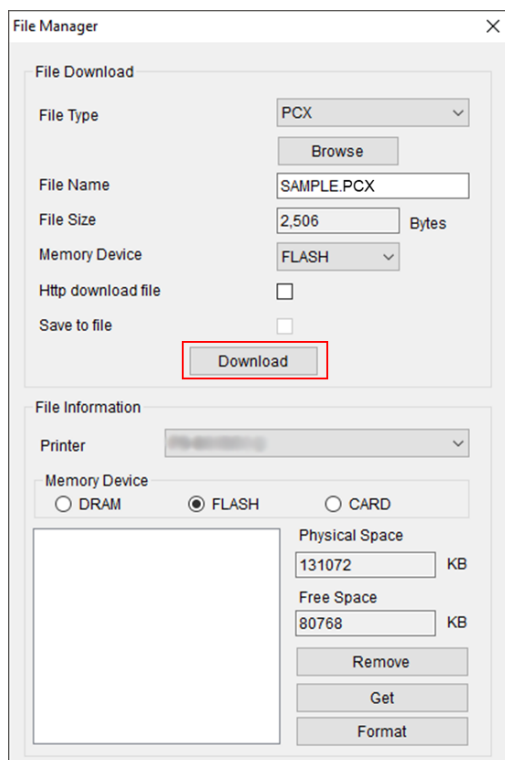 File Manager
File Download
File Type PCX
Browse
File Name SAMPLE.PCX
File Size 2,506 Bytes
Memory Device FLASH
Http download file
Save to file
Download
File Information
Printer
Memory Device
DRAM FLASH CARD
Physical Space
131072 KB
Free Space
80768 KB
Remove
Get
Format